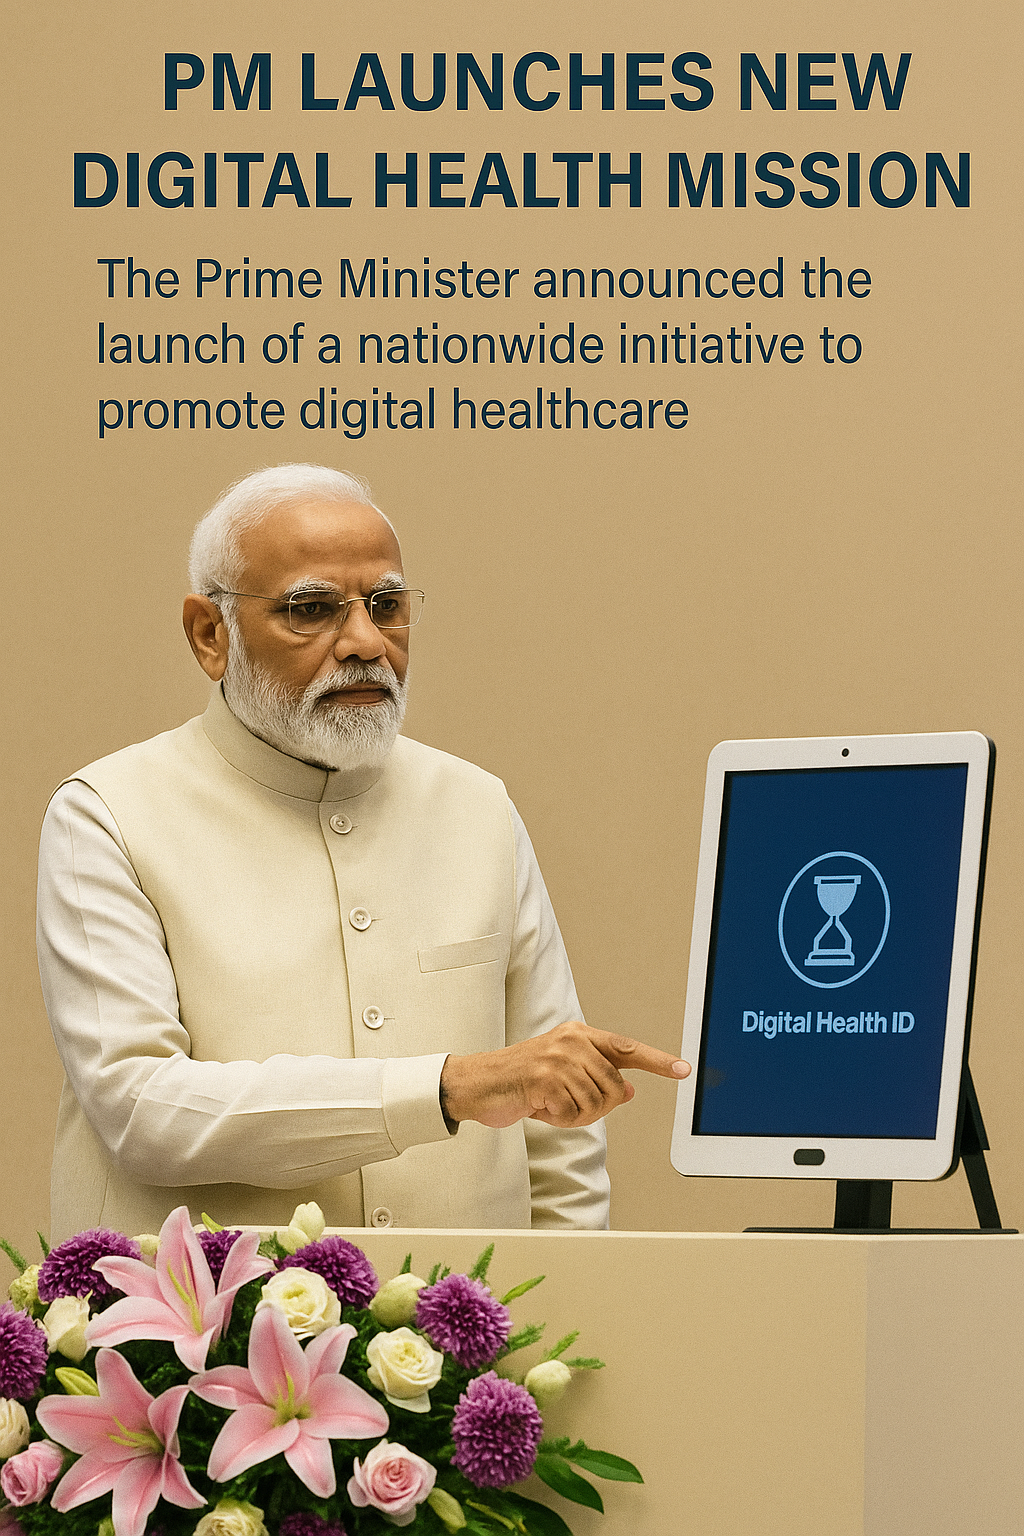 PM LAUNCHES NEW
DIGITAL HEALTH MISSION
The Prime Minister announced the
launch of a nationwide initiative to
promote digital healthcare
Digital Health ID